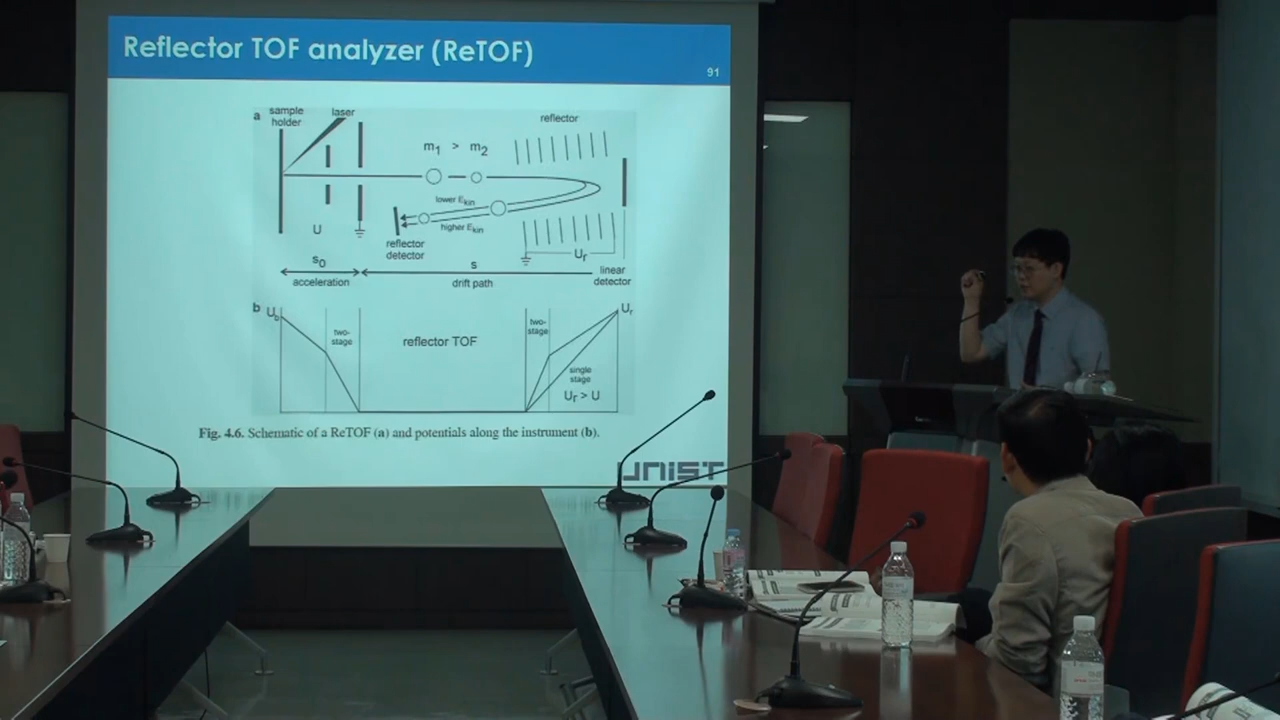 Reflector TOF analyzer (ReTOF)
91
a
sample
holder
laser
reflector
m1 > m2
lower Ekin
higher Ekin
U
reflector
detector
Ur
s0
s
linear
detector
acceleration
drift path
b
U0
two-
stage
reflector TOF
two-
stage
Ur
single
stage
Ur > U
Fig. 4.6. Schematic of a ReTOF (a) and potentials along the instrument (b).
UNIST